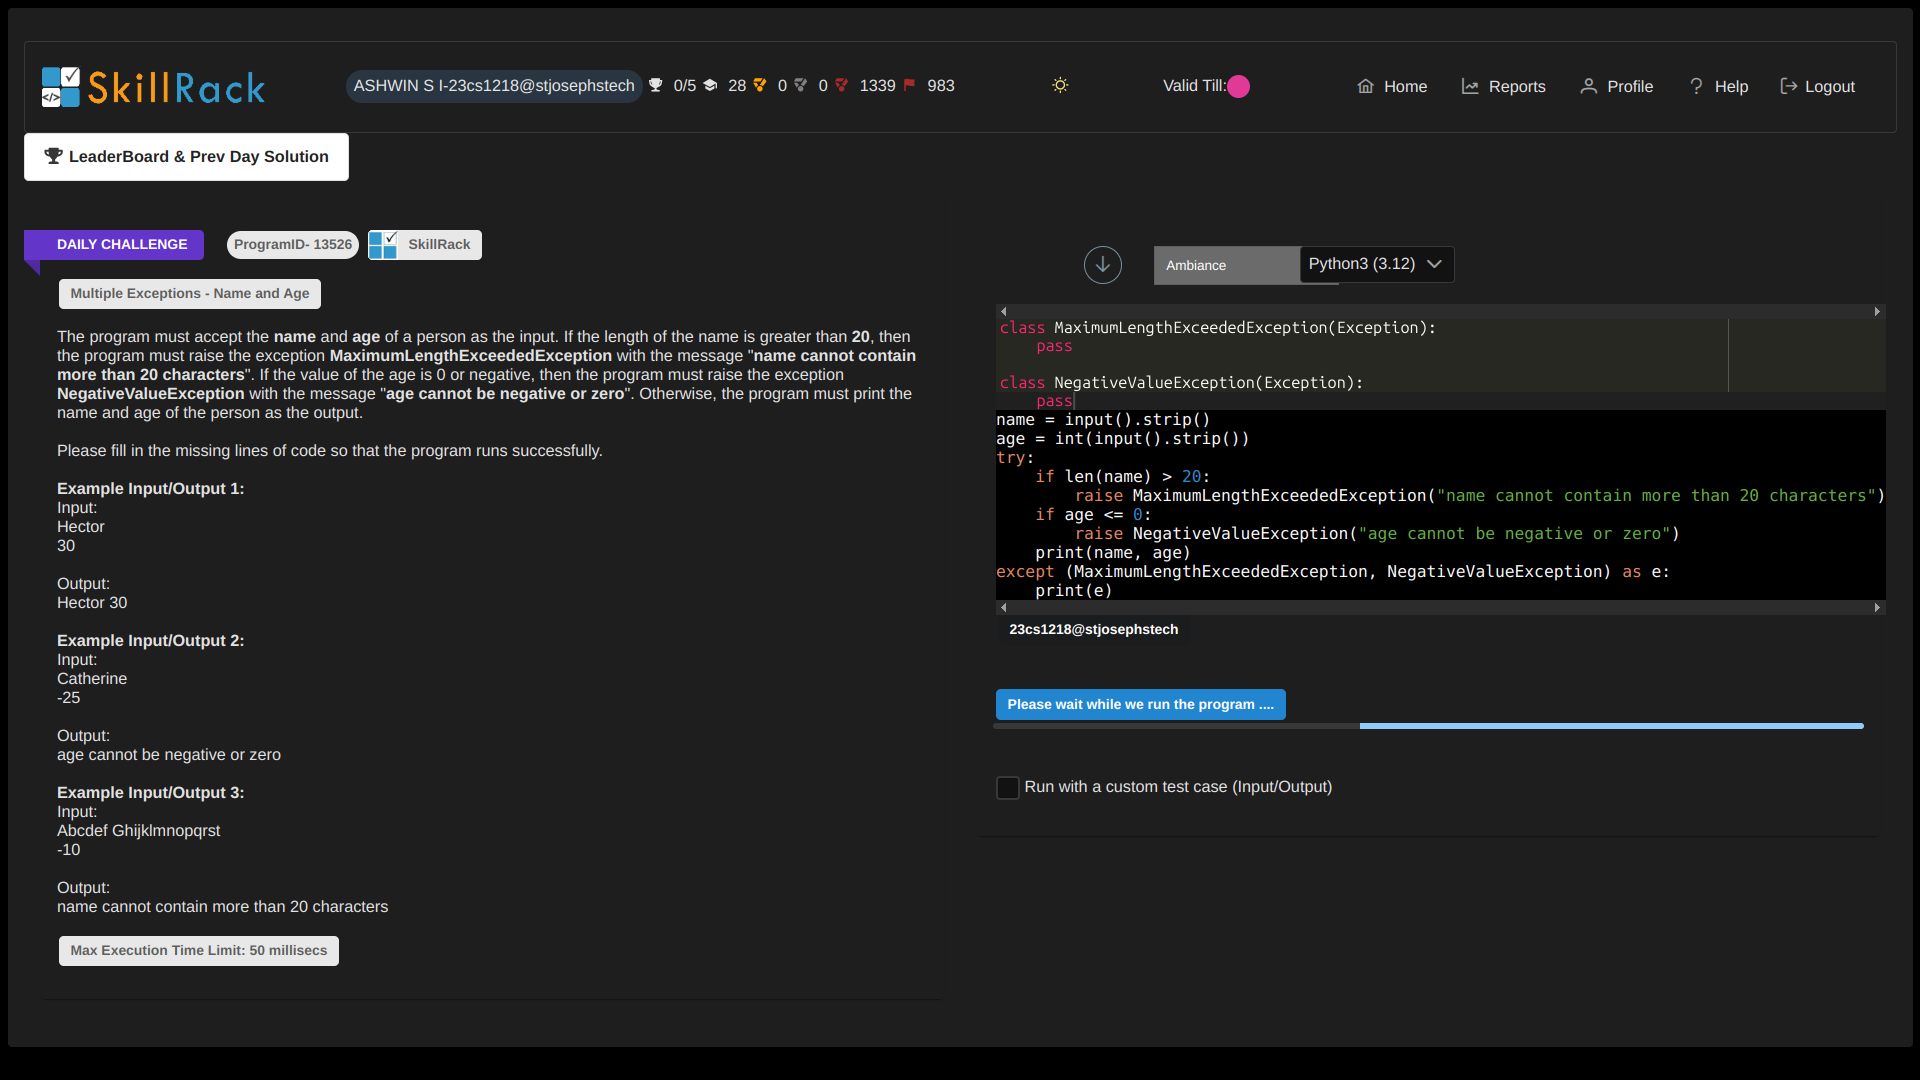 SkillRack
ASHWIN S I-23cs1218@stjosephstech 0/5 28 0 0 1339 983
Valid Till:
Home Reports Profile ? Help Logout
LeaderBoard & Prev Day Solution
DAILY CHALLENGE ProgramID- 13526 SkillRack
Multiple Exceptions - Name and Age
The program must accept the name and age of a person as the input. If the length of the name is greater than 20, then
the program must raise the exception MaximumLengthExceededException with the message "name cannot contain
more than 20 characters". If the value of the age is 0 or negative, then the program must raise the exception
NegativeValueException with the message "age cannot be negative or zero". Otherwise, the program must print the
name and age of the person as the output.
Please fill in the missing lines of code so that the program runs successfully.
Example Input/Output 1:
Input:
Hector
30
Output:
Hector 30
Example Input/Output 2:
Input:
Catherine
-25
Output:
age cannot be negative or zero
Example Input/Output 3:
Input:
Abcdef Ghijklmnopqrst
-10
Output:
name cannot contain more than 20 characters
Max Execution Time Limit: 50 millisecs
Ambiance
Python3 (3.12)
class MaximumLengthExceededException(Exception):
    pass
class NegativeValueException(Exception):
    pass
name = input().strip()
age = int(input().strip())
try:
    if len(name) > 20:
        raise MaximumLengthExceededException("name cannot contain more than 20 characters")
    if age <= 0:
        raise NegativeValueException("age cannot be negative or zero")
    print(name, age)
except (MaximumLengthExceededException, NegativeValueException) as e:
    print(e)
23cs1218@stjosephstech
Please wait while we run the program ....
Run with a custom test case (Input/Output)